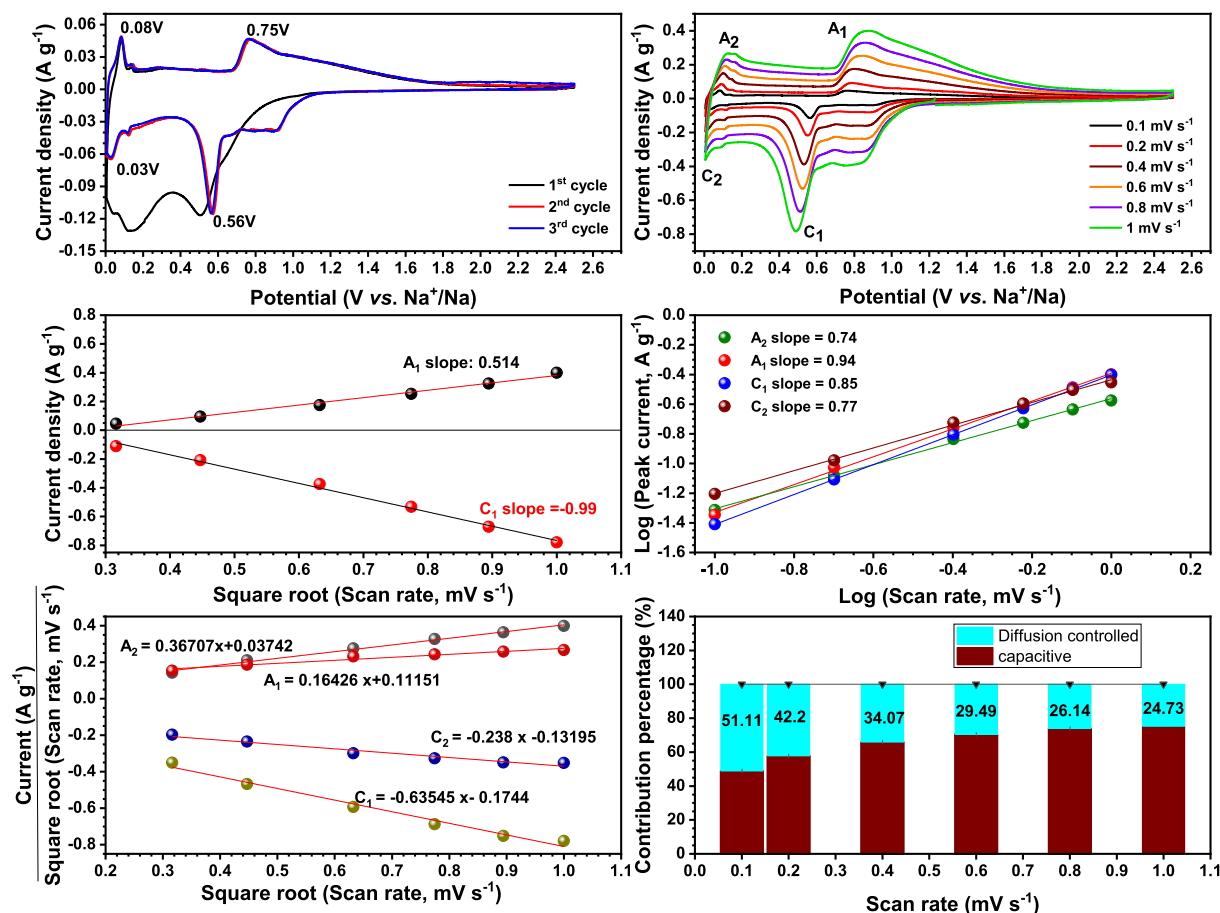 0.06
0.03
0.00
-0.03
-0.06
-0.09
-0.12
-0.15
Current density (A g⁻¹)
0.08V
0.75V
0.03V
0.56V
1ˢᵗ cycle
2ⁿᵈ cycle
3ʳᵈ cycle
0.0 0.4 0.8 1.2 1.6 2.0 2.4
Potential (V vs. Na⁺/Na)
0.4
0.2
0.0
-0.2
-0.4
-0.6
-0.8
Current density (A g⁻¹)
A₂
A₁
C₂
C₁
0.1 mV s⁻¹
0.2 mV s⁻¹
0.4 mV s⁻¹
0.6 mV s⁻¹
0.8 mV s⁻¹
1 mV s⁻¹
0.0 0.2 0.4 0.6 0.8 1.0 1.2 1.4 1.6 1.8 2.0 2.2 2.4 2.6
Potential (V vs. Na⁺/Na)
0.8
0.6
0.4
0.2
0.0
-0.2
-0.4
-0.6
-0.8
Current density (A g⁻¹)
A₁ slope: 0.514
C₁ slope =-0.99
0.3 0.4 0.5 0.6 0.7 0.8 0.9 1.0 1.1
Square root (Scan rate, mV s⁻¹)
0.0
-0.2
-0.4
-0.6
-0.8
-1.0
-1.2
-1.4
-1.6
Log (Peak current, A g⁻¹)
A₂ slope = 0.74
A₁ slope = 0.94
C₁ slope = 0.85
C₂ slope = 0.77
-1.0 -0.8 -0.6 -0.4 -0.2 0.0 0.2
Log (Scan rate, mV s⁻¹)
0.4
0.2
0.0
-0.2
-0.4
-0.6
-0.8
Current (A g⁻¹)
Square root (Scan rate, mV s⁻¹)
A₂ = 0.36707x+0.03742
A₁ = 0.16426 x+0.11151
C₂ = -0.238 x -0.13195
C₁ = -0.63545 x- 0.1744
0.2 0.3 0.4 0.5 0.6 0.7 0.8 0.9 1.0 1.1
Square root (Scan rate, mV s⁻¹)
140
120
100
80
60
40
20
0
Contribution percentage (%)
Diffusion controlled
capacitive
51.11
42.2
34.07
29.49
26.14
24.73
0.0 0.1 0.2 0.3 0.4 0.5 0.6 0.7 0.8 0.9 1.0 1.1
Scan rate (mV s⁻¹)